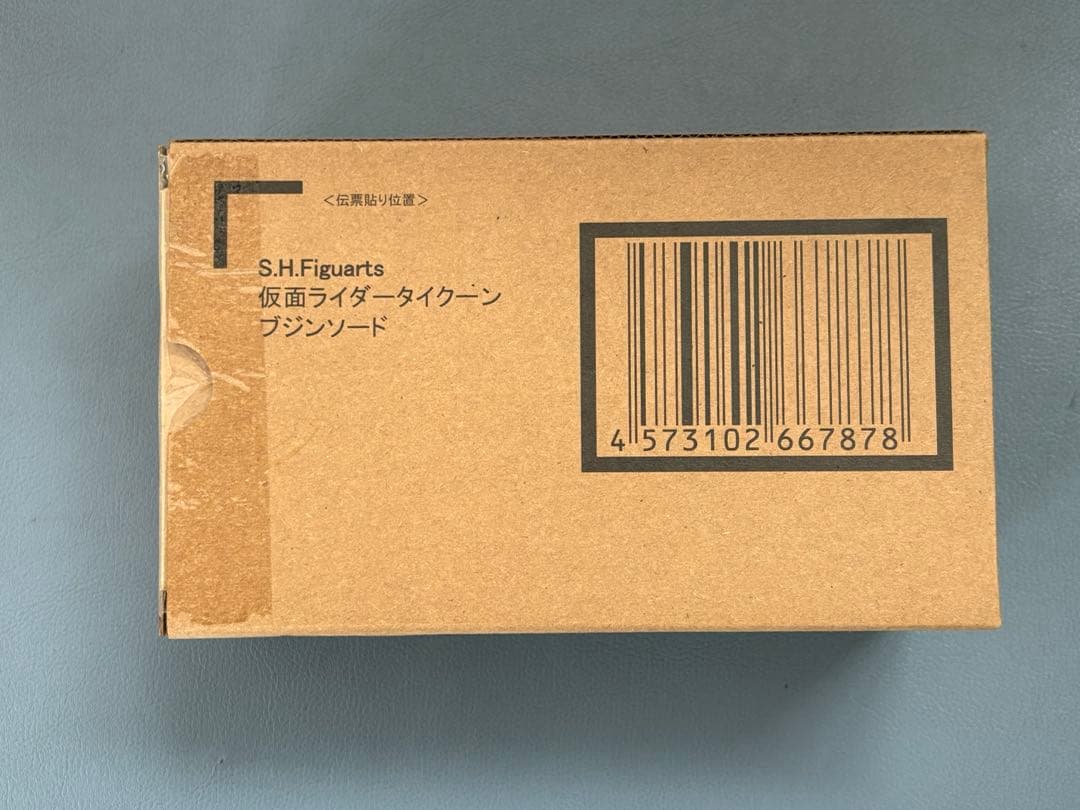 ＜伝票貼り位置＞
S.H.Figuarts
仮面ライダータイクーン
ブジンソード
4 573102 667878